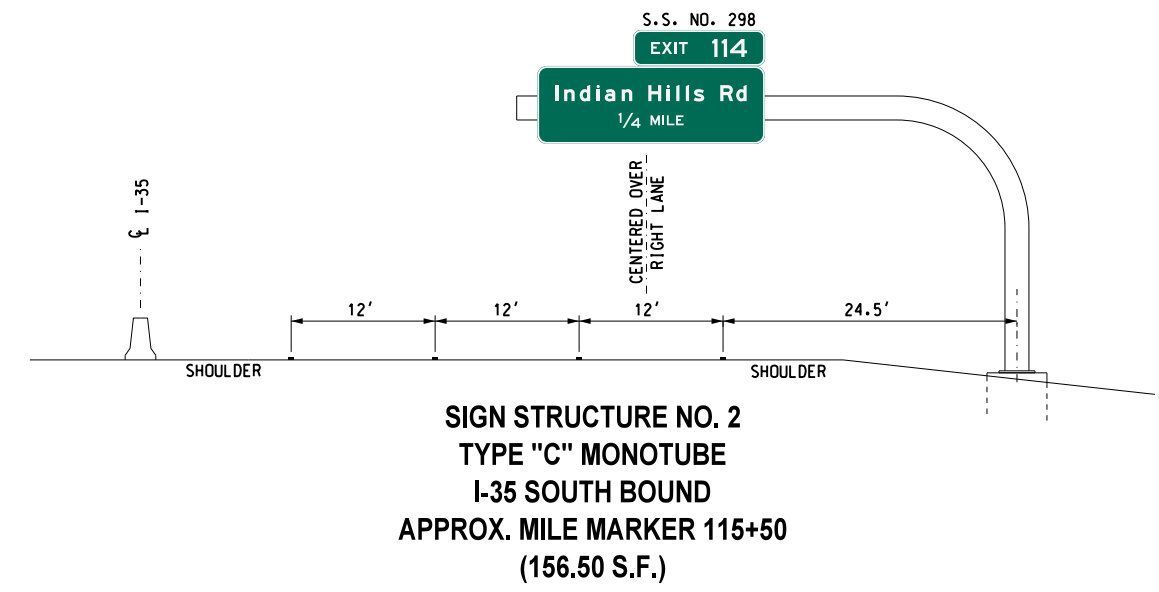 S.S. NO. 298
EXIT 114
Indian Hills Rd
1/4 MILE
CENTERED OVER
RIGHT LANE
℄ I-35
12'
12'
12'
24.5'
SHOULDER
SHOULDER
SIGN STRUCTURE NO. 2
TYPE "C" MONOTUBE
I-35 SOUTH BOUND
APPROX. MILE MARKER 115+50
(156.50 S.F.)